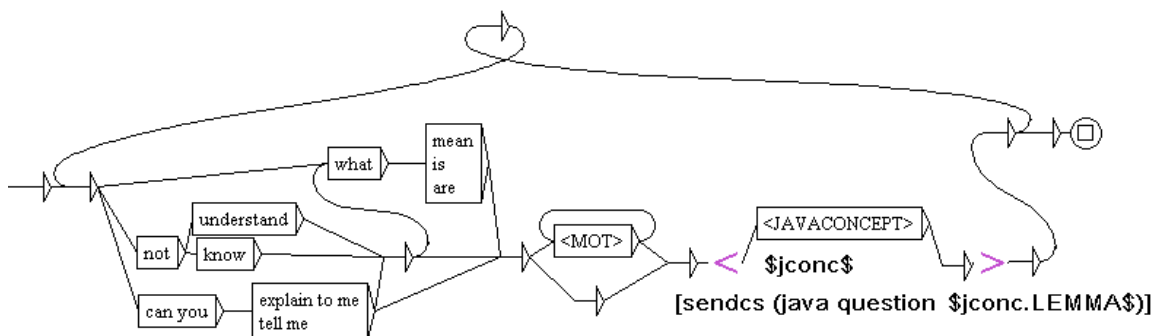 what
mean
is
are
understand
not
know
can you
explain to me
tell me
<MOT>
<
<JAVACONCEPT>
$jconc$
>
[sendcs (java question $jconc.LEMMA$)]